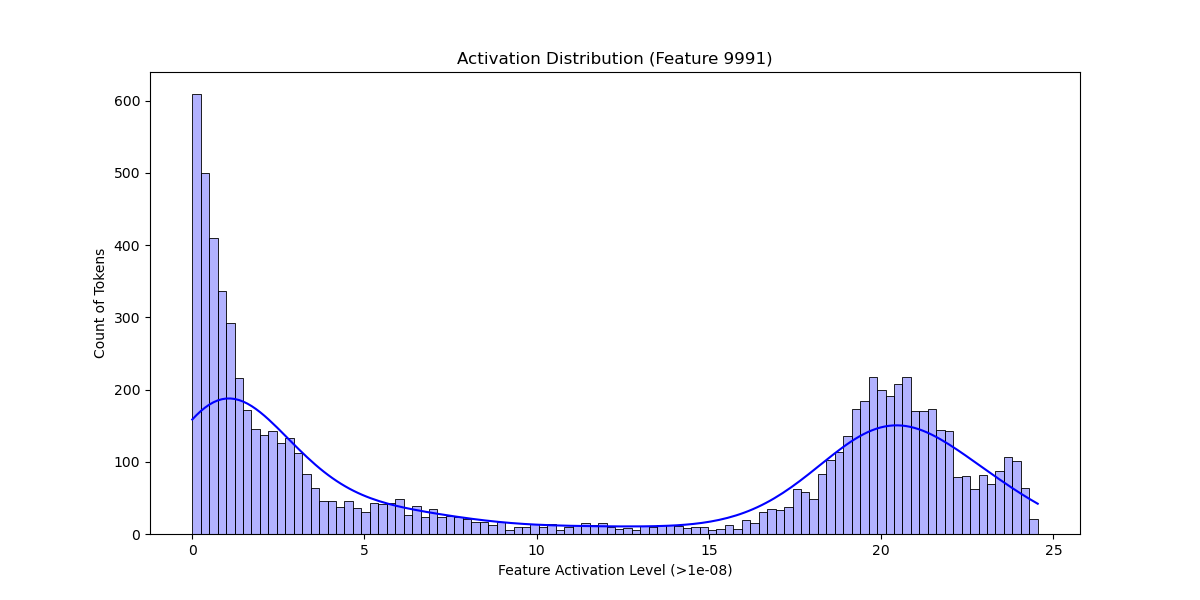 Activation Distribution (Feature 9991)
600
500
400
300
200
100
0
Count of Tokens
0 5 10 15 20 25
Feature Activation Level (>1e-08)